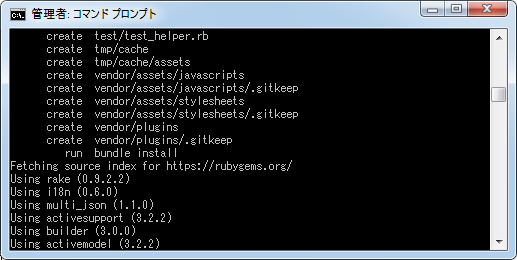 管理者: コマンド プロンプト
create  test/test_helper.rb
create  tmp/cache
create  tmp/cache/assets
create  vendor/assets/javascripts
create  vendor/assets/javascripts/.gitkeep
create  vendor/assets/stylesheets
create  vendor/assets/stylesheets/.gitkeep
create  vendor/plugins
create  vendor/plugins/.gitkeep
run  bundle install
Fetching source index for https://rubygems.org/
Using rake (0.9.2.2)
Using i18n (0.6.0)
Using multi_json (1.1.0)
Using activesupport (3.2.2)
Using builder (3.0.0)
Using activemodel (3.2.2)